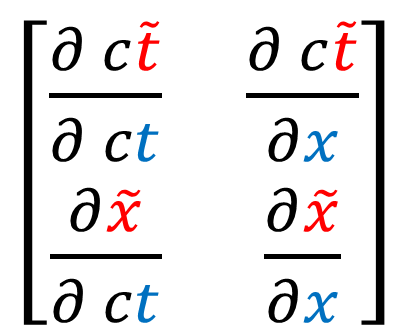 ∂ ct̃ ∂ ct̃
∂ ct ∂x
∂x̃ ∂x̃
∂ ct ∂x